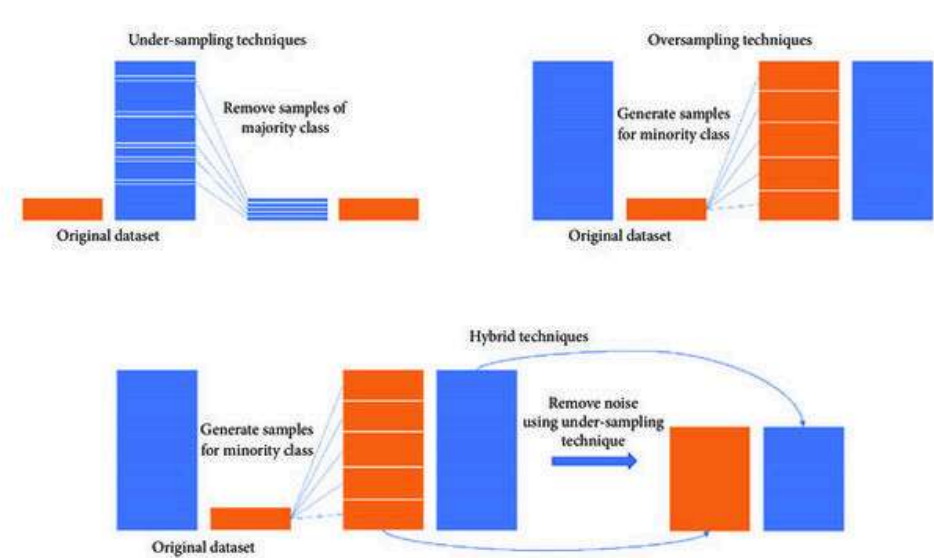 Under-sampling techniques
Remove samples of
majority class
Original dataset
Oversampling techniques
Generate samples
for minority class
Original dataset
Hybrid techniques
Generate samples
for minority class
Remove noise
using under-sampling
technique
Original dataset